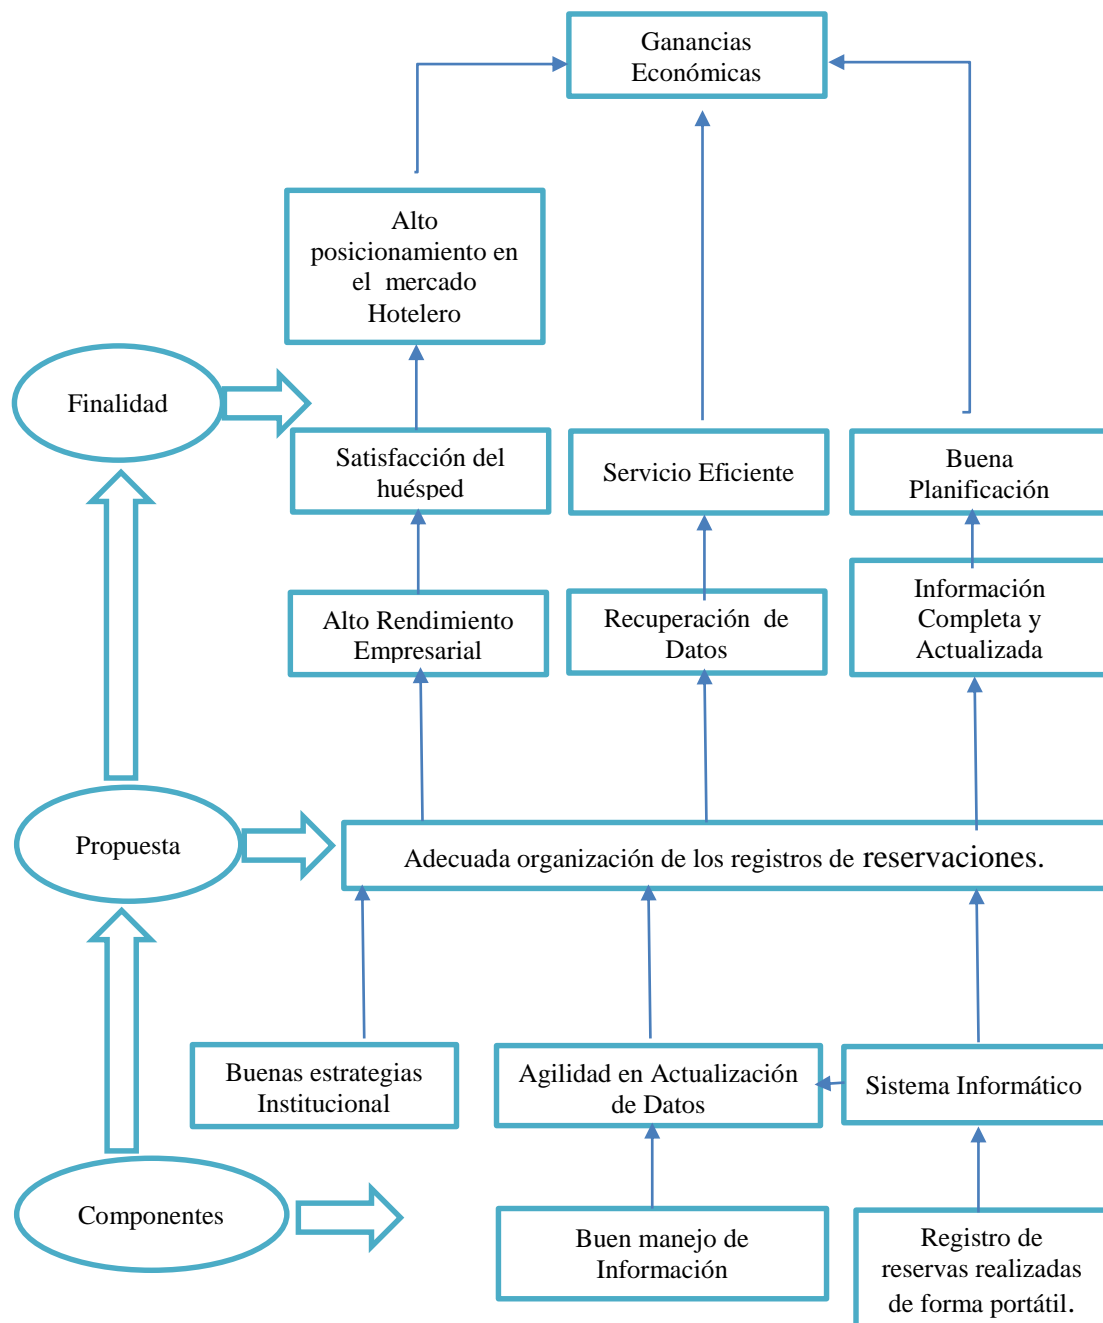 Ganancias
Económicas
Alto
posicionamiento en
el mercado
Hotelero
Finalidad
Satisfacción del
huésped
Servicio Eficiente
Buena
Planificación
Alto Rendimiento
Empresarial
Recuperación de
Datos
Información
Completa y
Actualizada
Propuesta
Adecuada organización de los registros de reservaciones.
Buenas estrategias
Institucional
Agilidad en Actualización
de Datos
Sistema Informático
Componentes
Buen manejo de
Información
Registro de
reservas realizadas
de forma portátil.